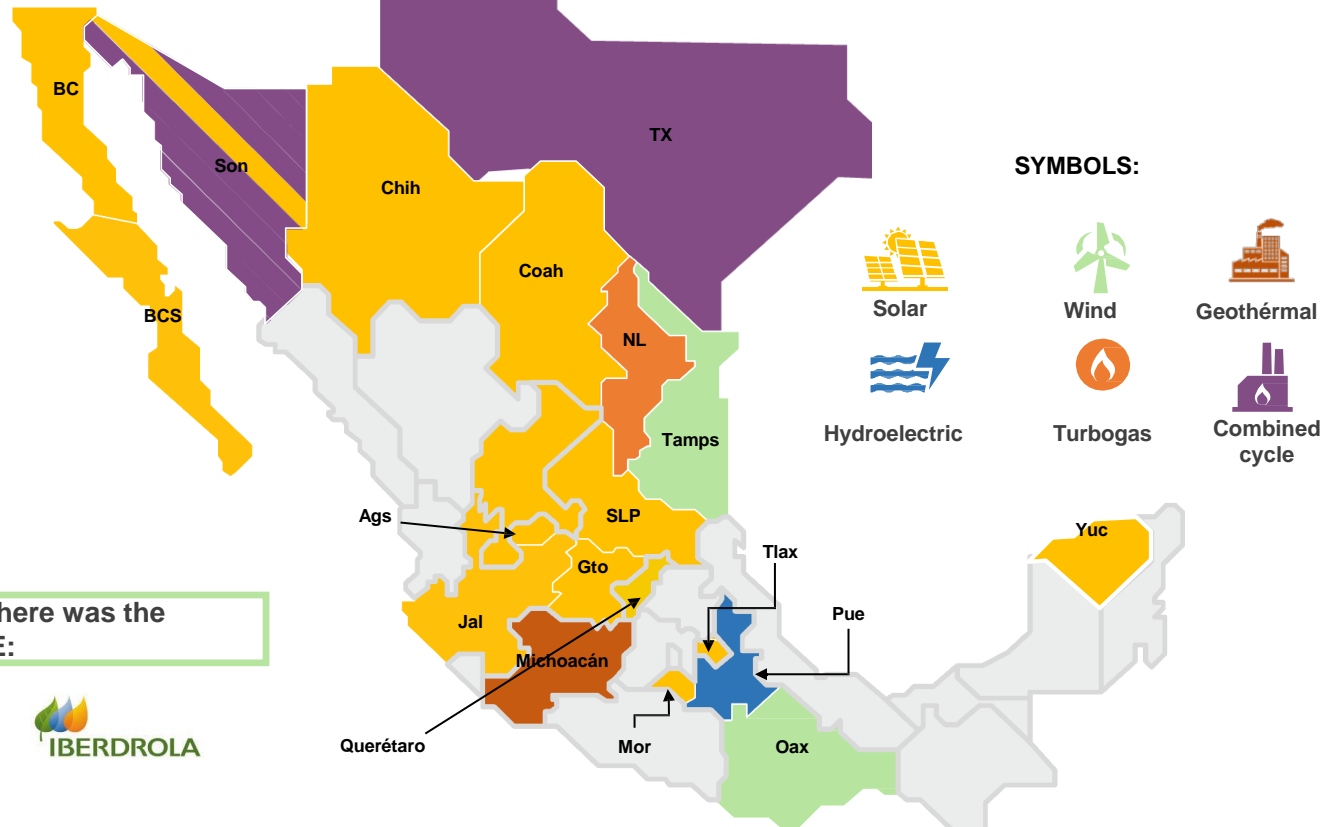 BC
TX
SYMBOLS:
Son
Chih
Coah
BCS
Solar
Wind
Geothérmal
NL
Tamps
Hydroelectric
Turbogas
Combined
cycle
Ags
SLP
Yuc
Tlax
Gto
here was the
E:
Jal
Pue
Michoacán
IBERDROLA
Querétaro
Mor
Oax